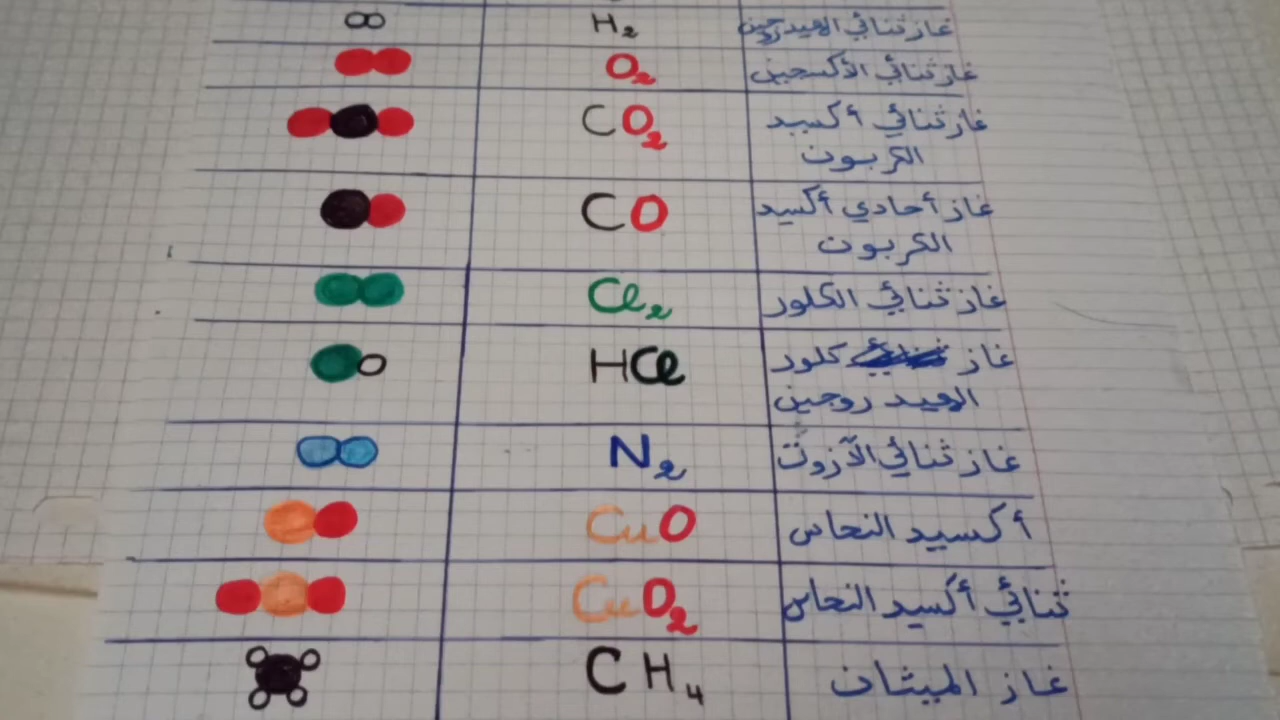 غاز ثنائي الهيدروجين H₂
غاز ثنائي الأكسجين O₂
غاز ثنائي أكسيد CO₂
الكربون
غاز أحادي أكسيد CO
الكربون
غاز ثنائي الكلور Cl₂
غاز كلور HCl
الهيدروجين
غاز ثنائي الآزوت N₂
أكسيد النحاس CuO
ثنائي أكسيد النحاس CuO₂
غاز الميثان CH₄